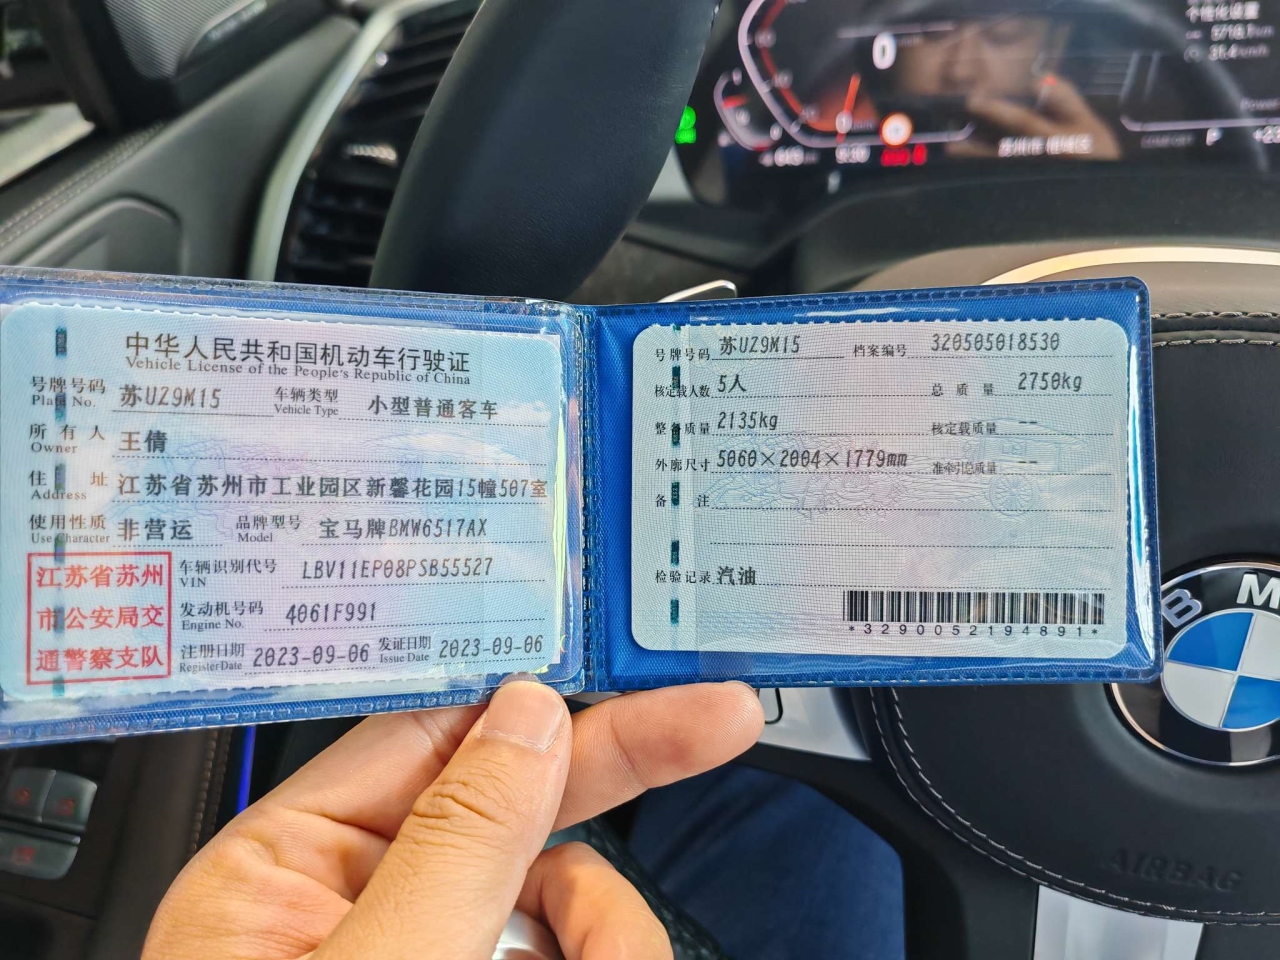 中华人民共和国机动车行驶证
Vehicle License of the People's Republic of China
号牌号码 苏UZ9M15 车辆类型 小型普通客车
Plate No. Vehicle Type
所有人 王倩
Owner
住址 江苏省苏州市工业园区新馨花园15幢507室
Address
使用性质 非营运 品牌型号 宝马牌BMW6517AX
Use Character Model
江苏省苏州
市公安局交
通警察支队
车辆识别代号 LBV11EP08PSB55527
VIN
发动机号码 4061F991
Engine No.
注册日期 2023-09-06 发证日期 2023-09-06
Register Date Issue Date
号牌号码 苏UZ9M15 档案编号 320505018530
核定载人数 5人 总质量 2750kg
整备质量 2135kg 核定载质量 --
外廓尺寸 5060×2004×1779mm 准牵引总质量 --
备注
检验记录 汽油
*3290052194891*
个性化设置
0
P
B M
AIRBAG